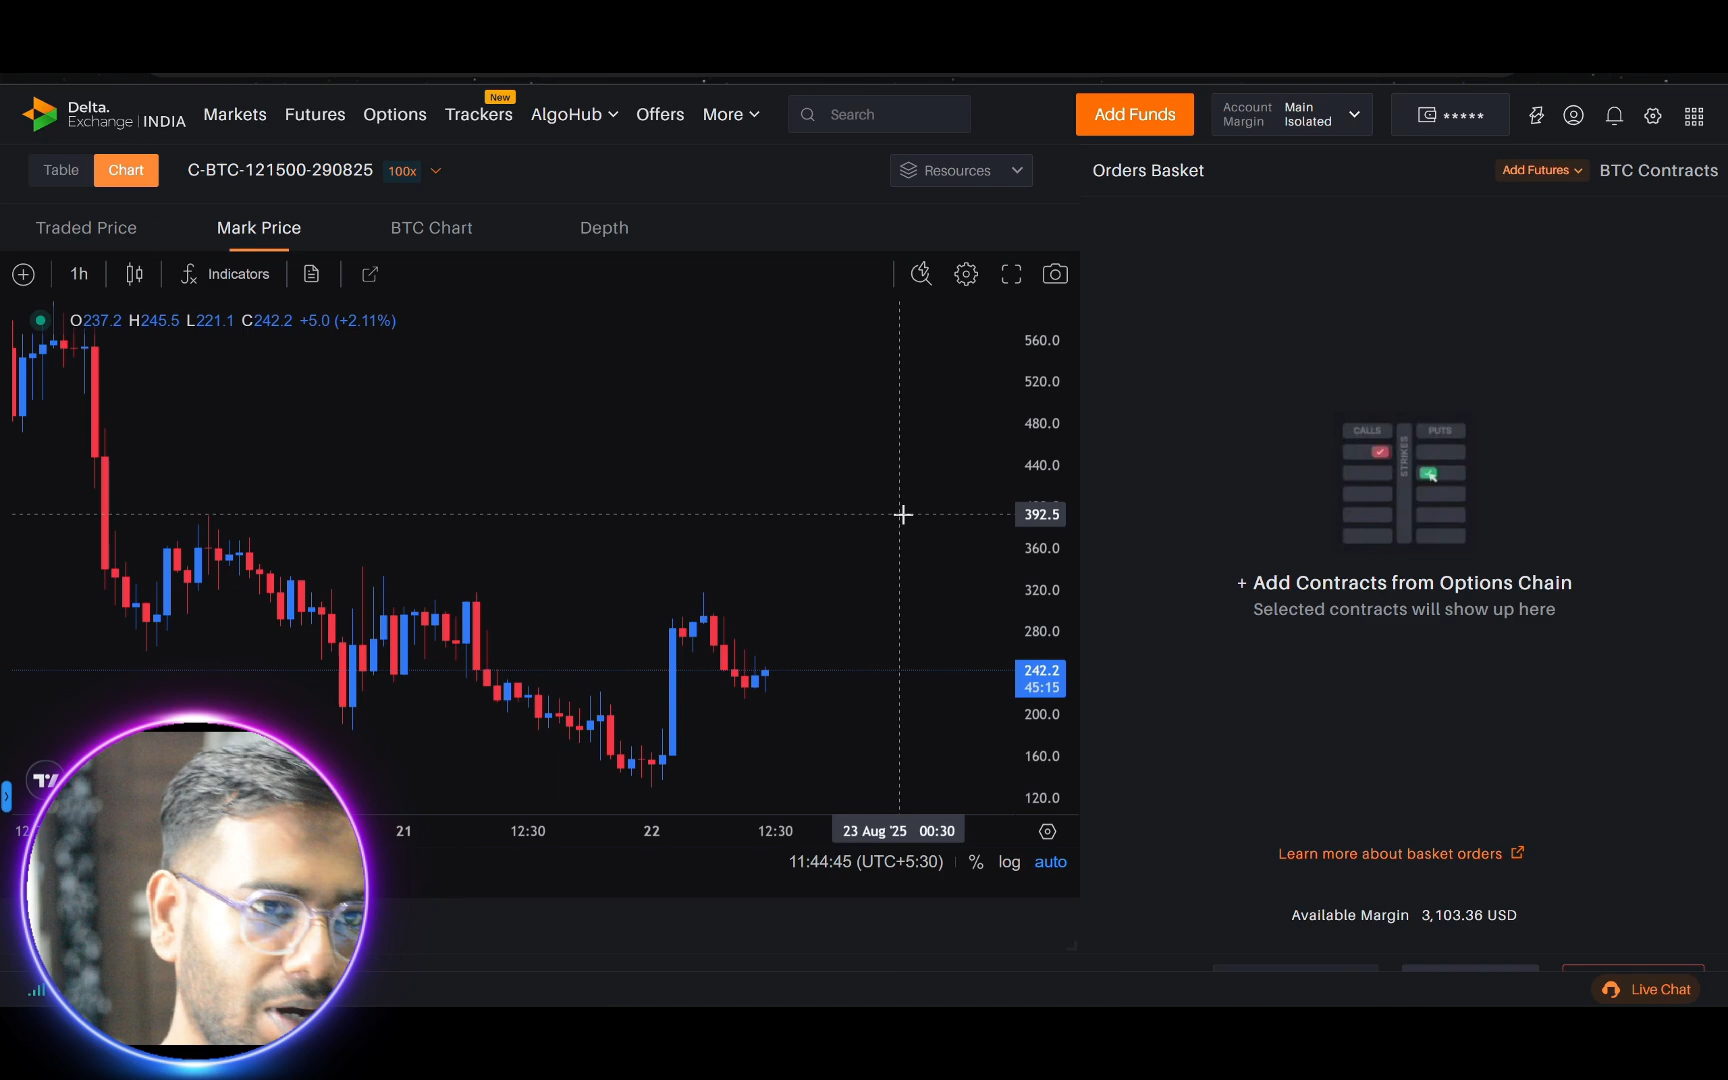 New
Delta.
Exchange | INDIA
Markets
Futures
Options
Trackers
AlgoHub
Offers
More
Search
Add Funds
Account Margin
Main Isolated
*****
Table
Chart
C-BTC-121500-290825
100x
Resources
Orders Basket
Add Futures
BTC Contracts
Traded Price
Mark Price
BTC Chart
Depth
1h
Indicators
O237.2 H245.5 L221.1 C242.2 +5.0 (+2.11%)
560.0
520.0
480.0
440.0
392.5
360.0
320.0
280.0
242.2
45:15
200.0
160.0
120.0
CALLS
STRIKES
PUTS
+ Add Contracts from Options Chain
Selected contracts will show up here
21
12:30
22
12:30
23 Aug '25 00:30
11:44:45 (UTC+5:30)
%
log
auto
Learn more about basket orders
Available Margin 3,103.36 USD
Live Chat